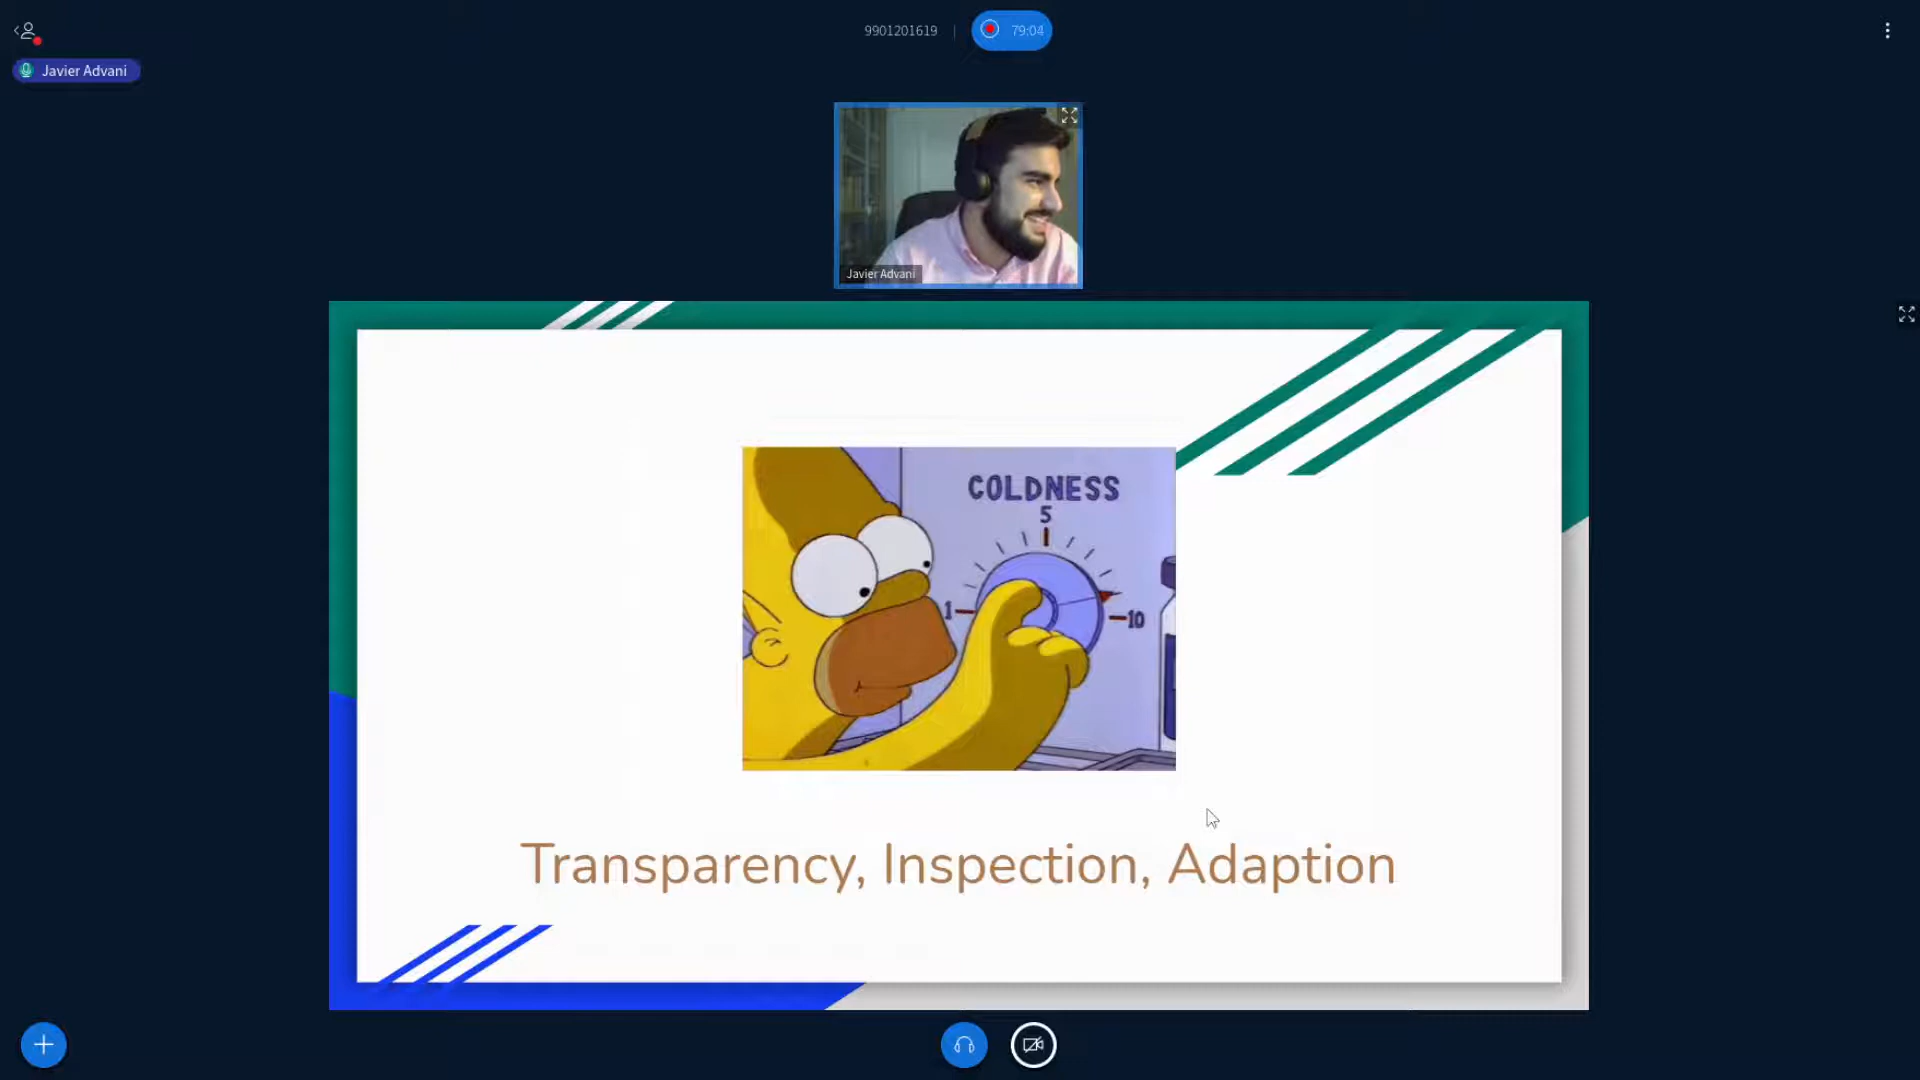 9901201619
79:04
Javier Advani
Javier Advani
COLDNESS
5
1
10
Transparency, Inspection, Adaption